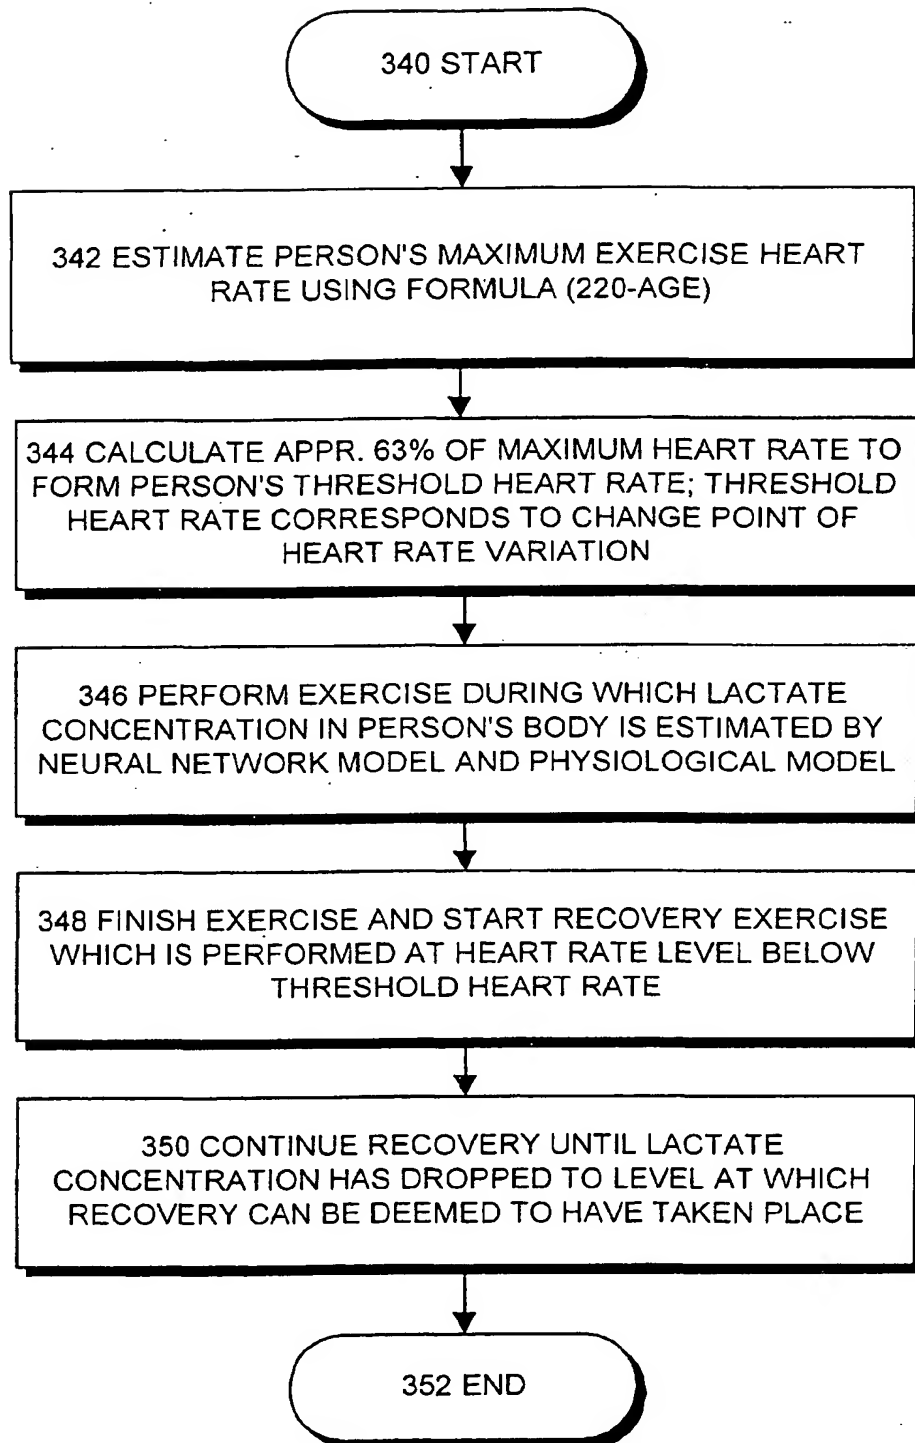 340 START
342 ESTIMATE PERSON'S MAXIMUM EXERCISE HEART
RATE USING FORMULA (220-AGE)
344 CALCULATE APPR. 63% OF MAXIMUM HEART RATE TO
FORM PERSON'S THRESHOLD HEART RATE; THRESHOLD
HEART RATE CORRESPONDS TO CHANGE POINT OF
HEART RATE VARIATION
346 PERFORM EXERCISE DURING WHICH LACTATE
CONCENTRATION IN PERSON'S BODY IS ESTIMATED BY
NEURAL NETWORK MODEL AND PHYSIOLOGICAL MODEL
348 FINISH EXERCISE AND START RECOVERY EXERCISE
WHICH IS PERFORMED AT HEART RATE LEVEL BELOW
THRESHOLD HEART RATE
350 CONTINUE RECOVERY UNTIL LACTATE
CONCENTRATION HAS DROPPED TO LEVEL AT WHICH
RECOVERY CAN BE DEEMED TO HAVE TAKEN PLACE
352 END